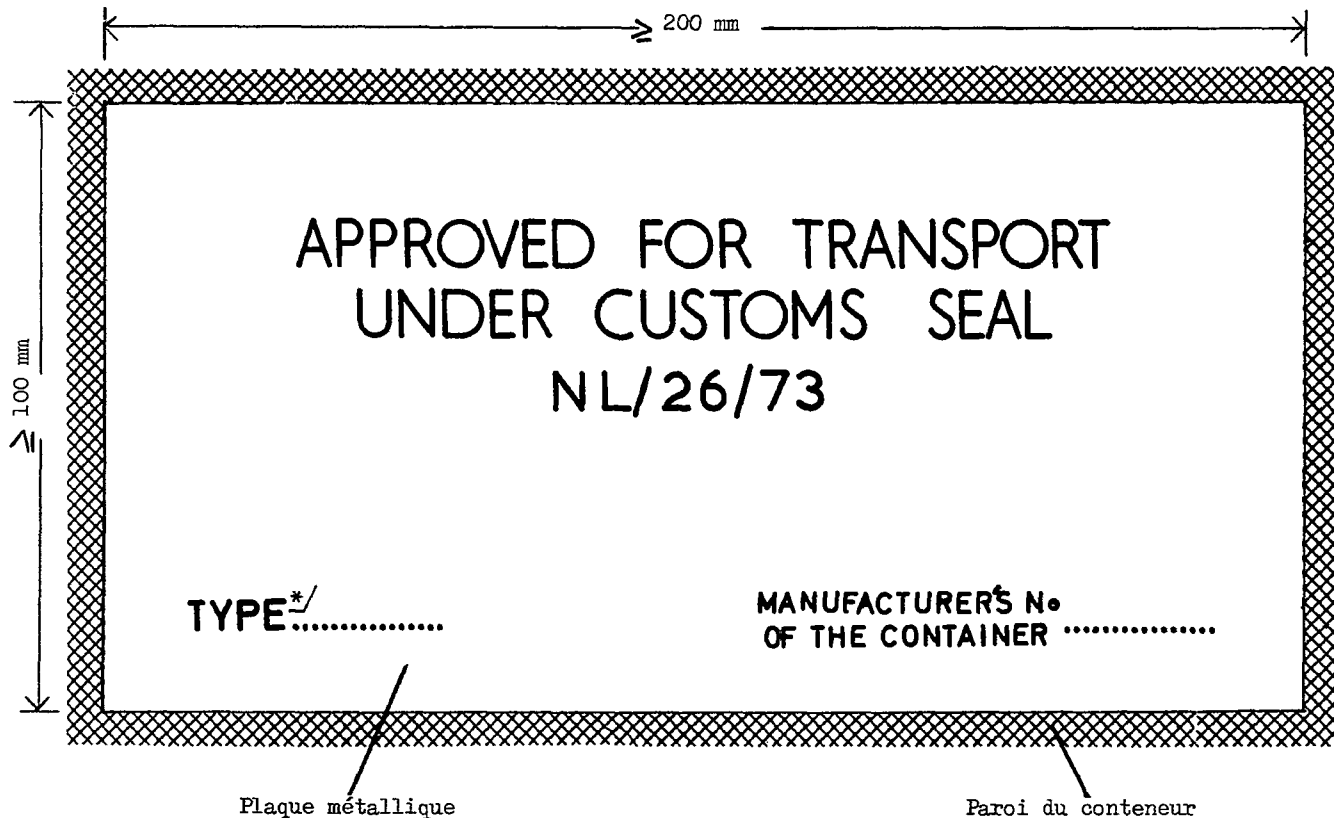 ≥ 200 mm
≥ 100 mm
APPROVED FOR TRANSPORT
UNDER CUSTOMS SEAL
NL/26/73
TYPE*/...............
MANUFACTURER'S No
OF THE CONTAINER ...............
Plaque métallique
Paroi du conteneur